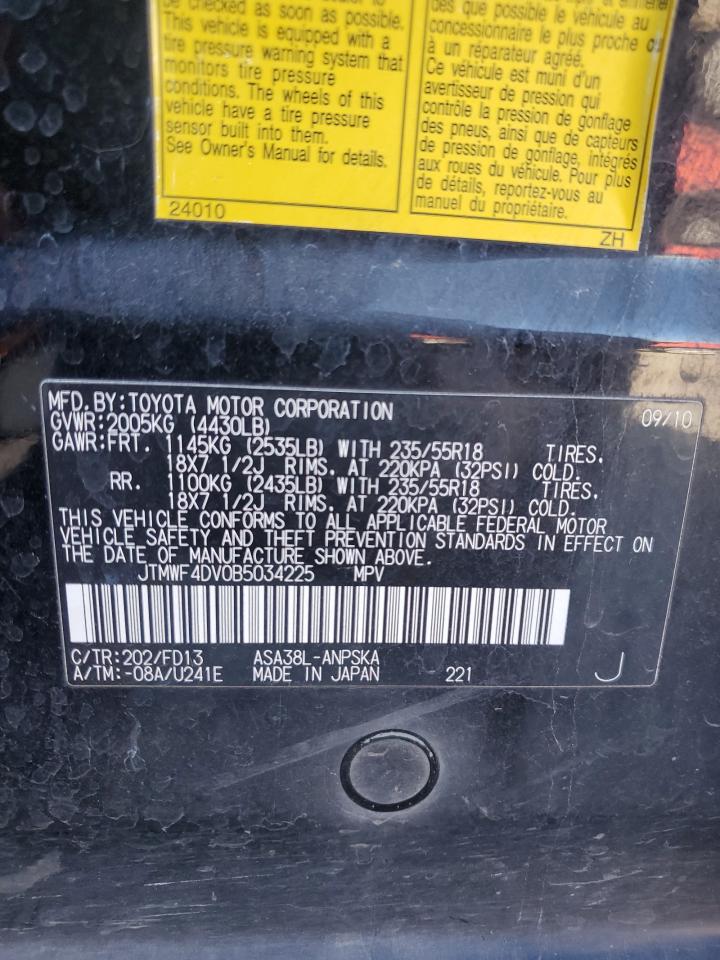 be checked as soon as possible.
This vehicle is equipped with a
tire pressure warning system that
monitors tire pressure
conditions. The wheels of this
vehicle have a tire pressure
sensor built into them.
See Owner's Manual for details.
24010
dès que possible le véhicule au
concessionnaire le plus proche ou
à un réparateur agréé.
Ce véhicule est muni d'un
avertisseur de pression qui
contrôle la pression de gonflage
des pneus, ainsi que de capteurs
de pression de gonflage, intégrés
aux roues du véhicule. Pour plus
de détails, reportez-vous au
manuel du propriétaire.
ZH
MFD.BY:TOYOTA MOTOR CORPORATION 09/10
GVWR:2005KG (4430LB)
GAWR:FRT. 1145KG (2535LB) WITH 235/55R18 TIRES,
18X7 1/2J RIMS, AT 220KPA (32PSI) COLD.
RR. 1100KG (2435LB) WITH 235/55R18 TIRES,
18X7 1/2J RIMS, AT 220KPA (32PSI) COLD.
THIS VEHICLE CONFORMS TO ALL APPLICABLE FEDERAL MOTOR
VEHICLE SAFETY AND THEFT PREVENTION STANDARDS IN EFFECT ON
THE DATE OF MANUFACTURE SHOWN ABOVE.
JTMWF4DV0B5034225 MPV
C/TR:202/FD13 ASA38L-ANPSKA
A/TM:-08A/U241E MADE IN JAPAN 221 J